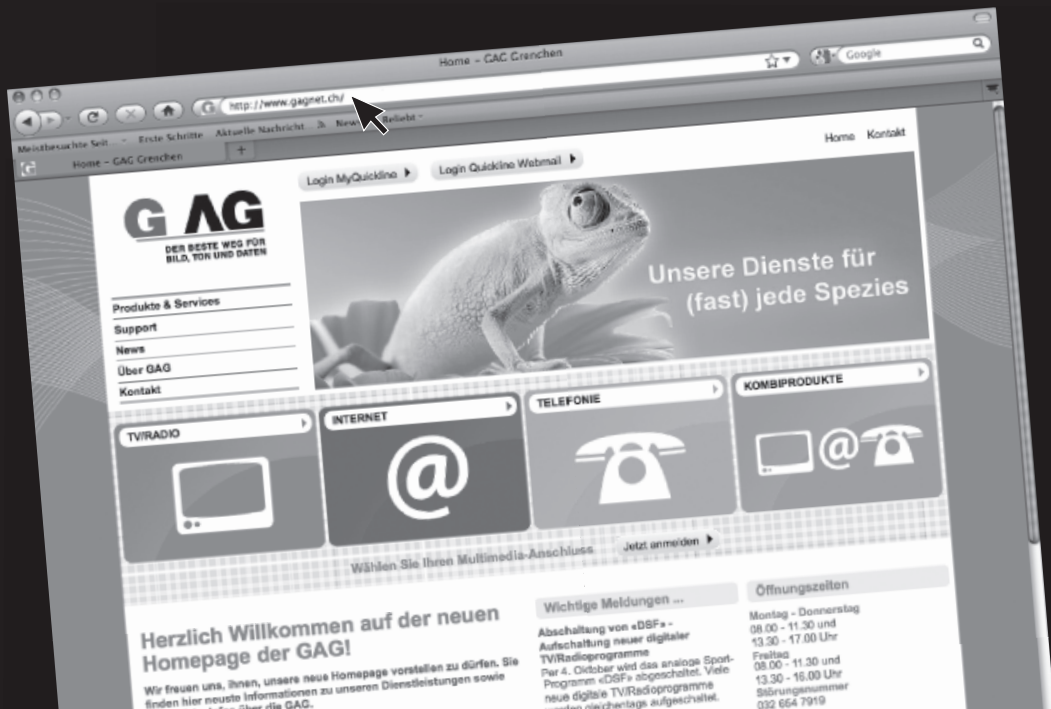 Home – GAG Grenchen
http://www.gagnet.ch/
Google
Meistbesuchte Seit... Erste Schritte Aktuelle Nachricht... News Beliebt
Home – GAG Grenchen
+
Login MyQuickline
Login Quickline Webmail
Home Kontakt
G AG
DER BESTE WEG FÜR
BILD, TON UND DATEN
Unsere Dienste für
(fast) jede Spezies
Produkte & Services
Support
News
Über GAG
Kontakt
TV/RADIO
INTERNET
TELEFONIE
KOMBIPRODUKTE
@
@
Wählen Sie Ihren Multimedia-Anschluss
Jetzt anmelden
Herzlich Willkommen auf der neuen
Homepage der GAG!
Wir freuen uns, Ihnen, unsere neue Homepage vorstellen zu dürfen. Sie
finden hier neuste Informationen zu unseren Dienstleistungen sowie
über die GAG.
Wichtige Meldungen ...
Abschaltung von «DSF» -
Aufschaltung neuer digitaler
TV/Radioprogramme
Per 4. Oktober wird das analoge Sport-
Programm «DSF» abgeschaltet. Viele
neue digitale TV/Radioprogramme
werden gleichentags aufgeschaltet.
Öffnungszeiten
Montag - Donnerstag
08.00 - 11.30 und
13.30 - 17.00 Uhr
Freitag
08.00 - 11.30 und
13.30 - 16.00 Uhr
Störungsnummer
032 654 7919